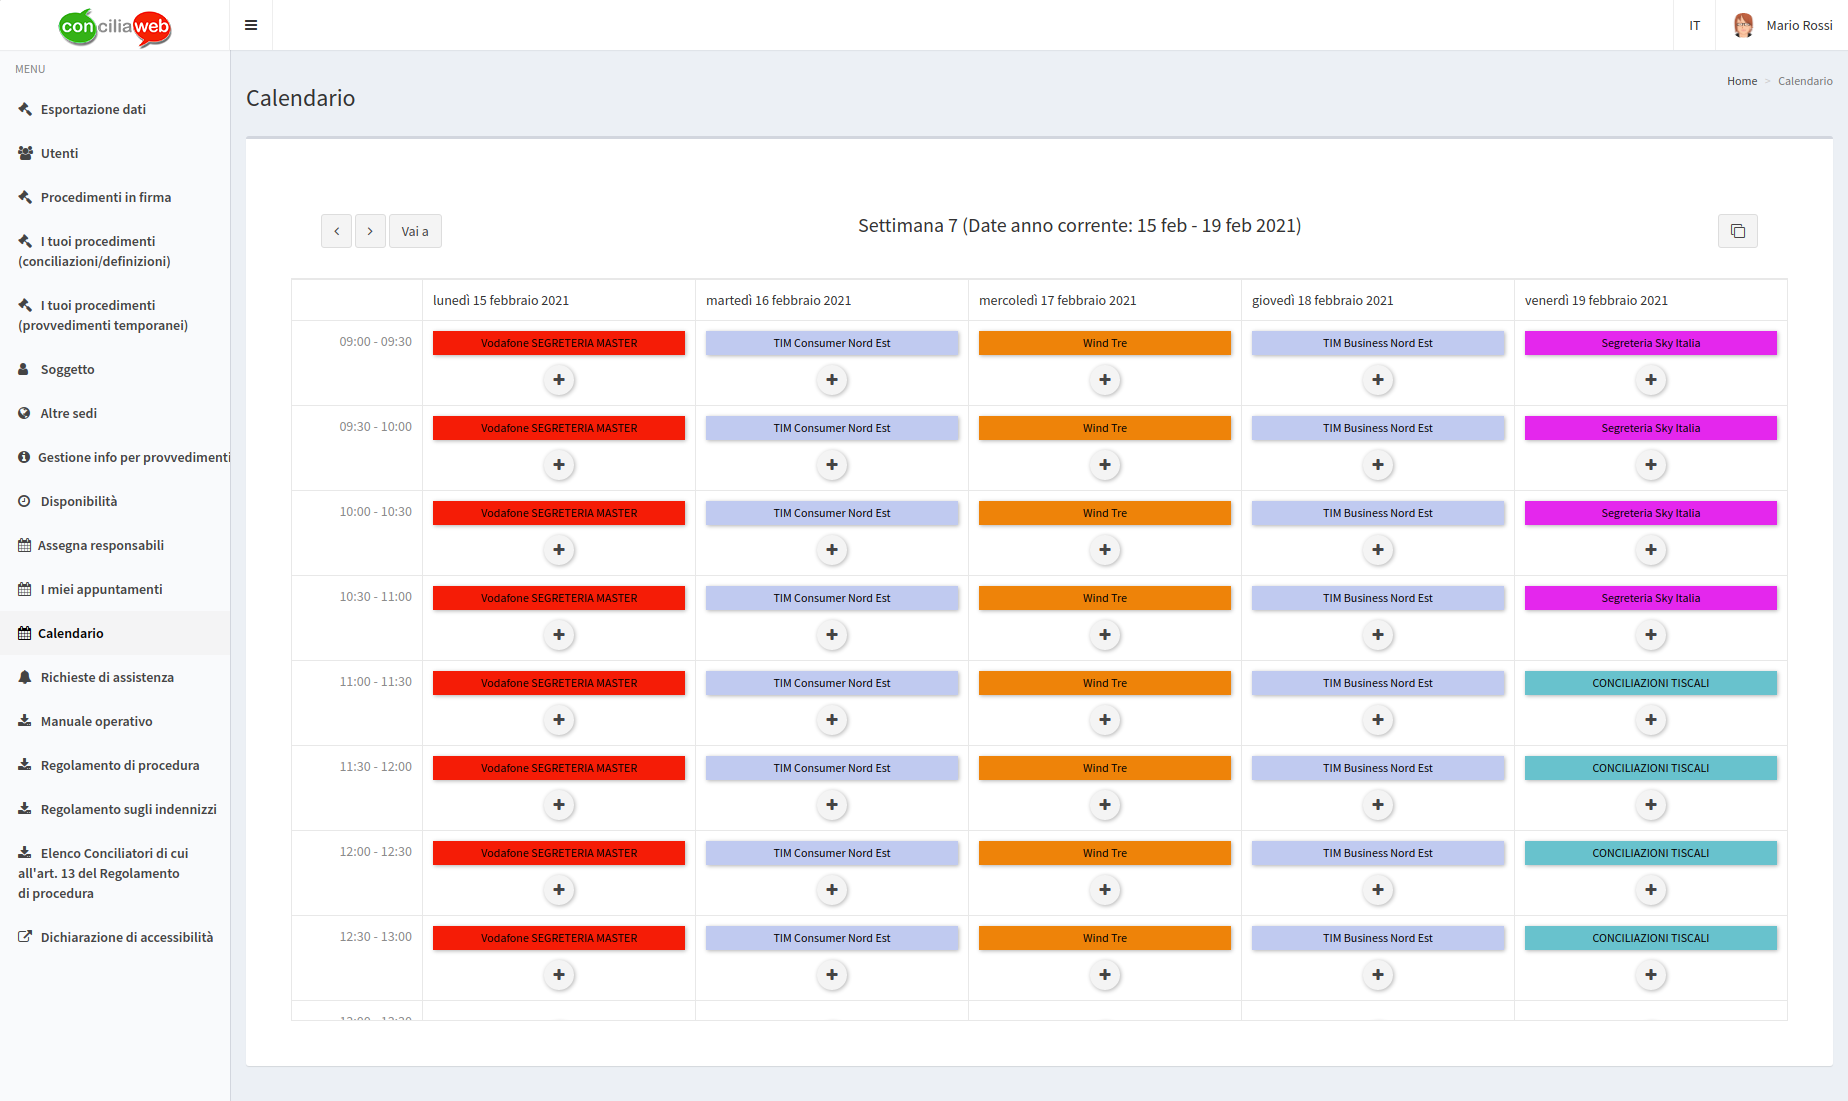 conciliaweb
IT
Mario Rossi
MENU
Esportazione dati
Utenti
Procedimenti in firma
I tuoi procedimenti
(conciliazioni/definizioni)
I tuoi procedimenti
(provvedimenti temporanei)
Soggetto
Altre sedi
Gestione info per provvedimenti
Disponibilità
Assegna responsabili
I miei appuntamenti
Calendario
Richieste di assistenza
Manuale operativo
Regolamento di procedura
Regolamento sugli indennizzi
Elenco Conciliatori di cui
all'art. 13 del Regolamento
di procedura
Dichiarazione di accessibilità
Calendario
Home > Calendario
Vai a
Settimana 7 (Date anno corrente: 15 feb - 19 feb 2021)
lunedì 15 febbraio 2021 martedì 16 febbraio 2021 mercoledì 17 febbraio 2021 giovedì 18 febbraio 2021 venerdì 19 febbraio 2021
09:00 - 09:30 Vodafone SEGRETERIA MASTER TIM Consumer Nord Est Wind Tre TIM Business Nord Est Segreteria Sky Italia
09:30 - 10:00 Vodafone SEGRETERIA MASTER TIM Consumer Nord Est Wind Tre TIM Business Nord Est Segreteria Sky Italia
10:00 - 10:30 Vodafone SEGRETERIA MASTER TIM Consumer Nord Est Wind Tre TIM Business Nord Est Segreteria Sky Italia
10:30 - 11:00 Vodafone SEGRETERIA MASTER TIM Consumer Nord Est Wind Tre TIM Business Nord Est Segreteria Sky Italia
11:00 - 11:30 Vodafone SEGRETERIA MASTER TIM Consumer Nord Est Wind Tre TIM Business Nord Est CONCILIAZIONI TISCALI
11:30 - 12:00 Vodafone SEGRETERIA MASTER TIM Consumer Nord Est Wind Tre TIM Business Nord Est CONCILIAZIONI TISCALI
12:00 - 12:30 Vodafone SEGRETERIA MASTER TIM Consumer Nord Est Wind Tre TIM Business Nord Est CONCILIAZIONI TISCALI
12:30 - 13:00 Vodafone SEGRETERIA MASTER TIM Consumer Nord Est Wind Tre TIM Business Nord Est CONCILIAZIONI TISCALI